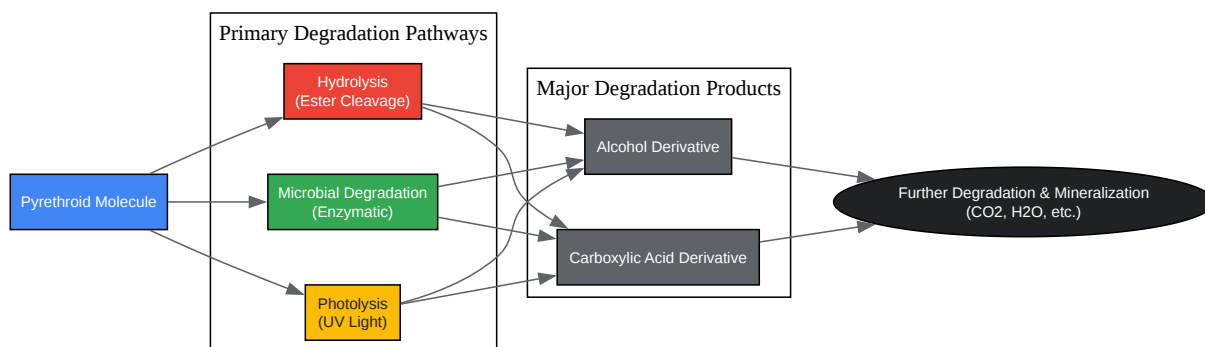 Primary Degradation Pathways
Hydrolysis
(Ester Cleavage)
Major Degradation Products
Alcohol Derivative
Pyrethroid Molecule
Microbial Degradation
(Enzymatic)
Further Degradation & Mineralization
(CO2, H2O, etc.)
Carboxylic Acid Derivative
Photolysis
(UV Light)